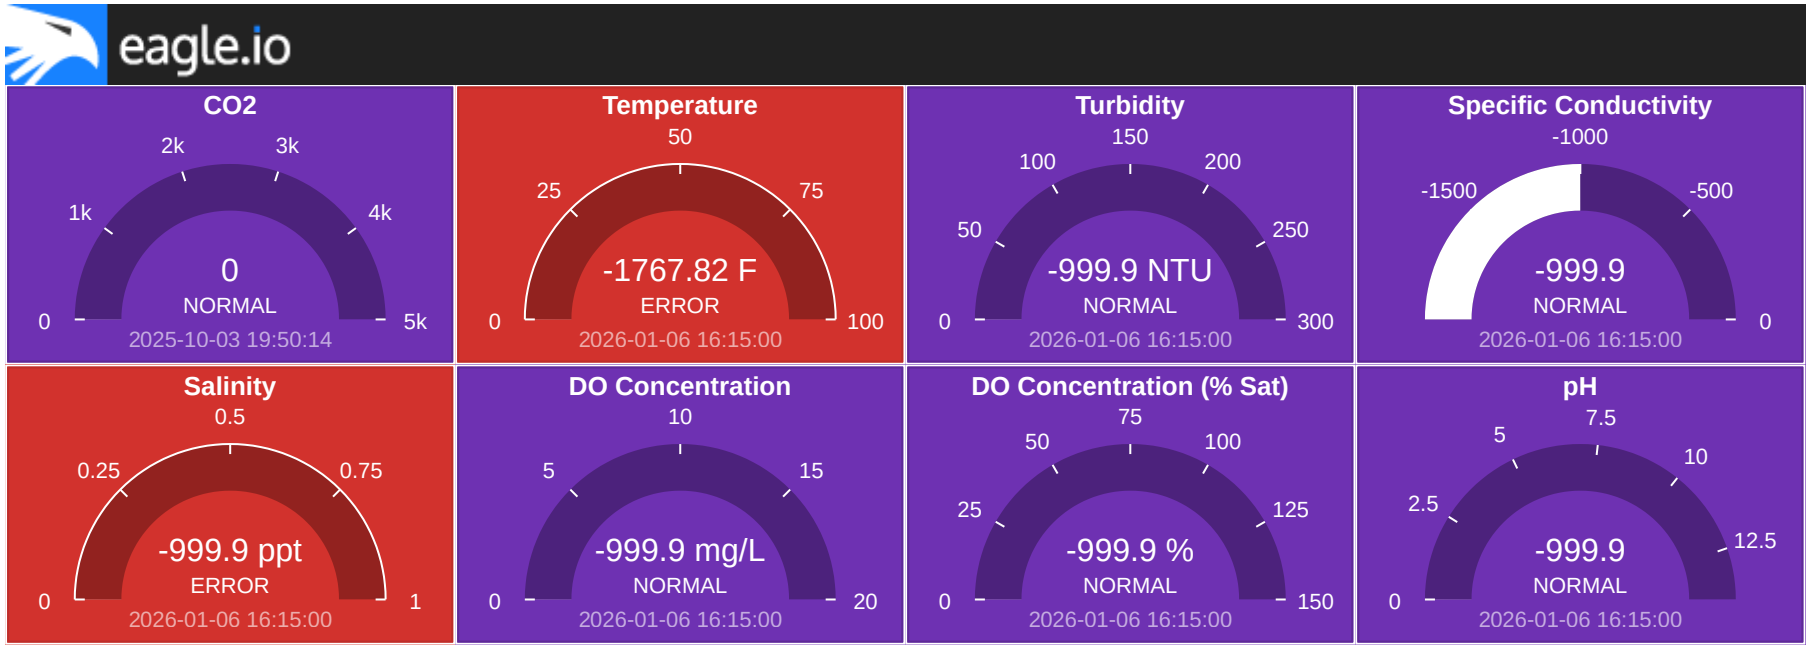 eagle.io
CO2
0
1k
2k
3k
4k
5k
0
NORMAL
2025-10-03 19:50:14
Temperature
0
25
50
75
100
-1767.82 F
ERROR
2026-01-06 16:15:00
Turbidity
0
50
100
150
200
250
300
-999.9 NTU
NORMAL
2026-01-06 16:15:00
Specific Conductivity
-1500
-1000
-500
0
-999.9
NORMAL
2026-01-06 16:15:00
Salinity
0
0.25
0.5
0.75
1
-999.9 ppt
ERROR
2026-01-06 16:15:00
DO Concentration
0
5
10
15
20
-999.9 mg/L
NORMAL
2026-01-06 16:15:00
DO Concentration (% Sat)
0
25
50
75
100
125
150
-999.9 %
NORMAL
2026-01-06 16:15:00
pH
0
2.5
5
7.5
10
12.5
-999.9
NORMAL
2026-01-06 16:15:00